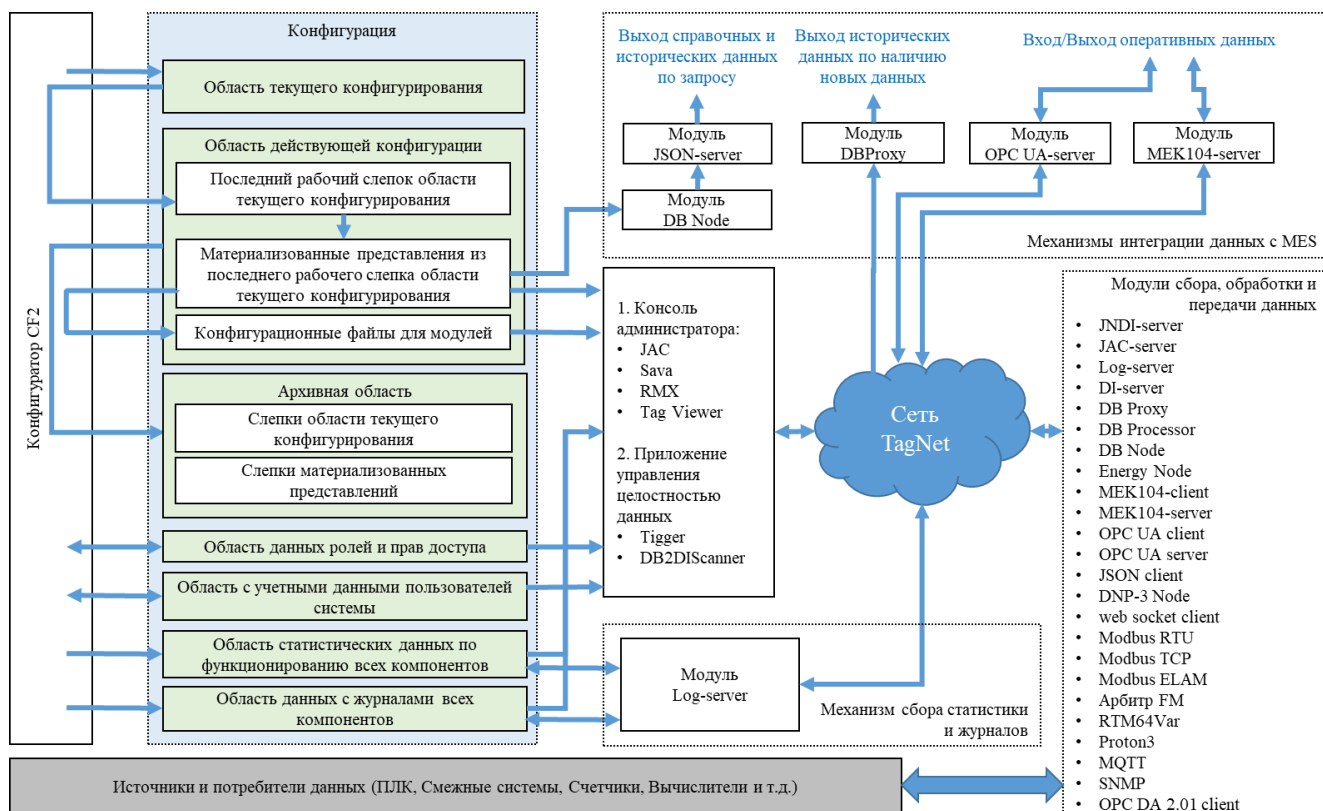 Конфигуратор CF2
Конфигурация
Область текущего конфигурирования
Область действующей конфигурации
Последний рабочий слепок области
текущего конфигурирования
Материализованные представления из
последнего рабочего слепка области
текущего конфигурирования
Конфигурационные файлы для модулей
Архивная область
Слепки области текущего
конфигурирования
Слепки материализованных
представлений
Область данных ролей и прав доступа
Область с учетными данными пользователей
системы
Область статистических данных по
функционированию всех компонентов
Область данных с журналами всех
компонентов
Выход справочных и
исторических данных
по запросу
Выход исторических
данных по наличию
новых данных
Вход/Выход оперативных данных
Модуль
JSON-server
Модуль
DBProxy
Модуль
OPC UA-server
Модуль
MEK104-server
Модуль
DB Node
Механизмы интеграции данных с MES
1. Консоль
администратора:
• JAC
• Sava
• RMX
• Tag Viewer
2. Приложение
управления
целостностью
данных
• Tigger
• DB2DIScanner
Сеть
TagNet
Модуль
Log-server
Механизм сбора статистики
и журналов
Модули сбора, обработки и
передачи данных
• JNDI-server
• JAC-server
• Log-server
• DI-server
• DB Proxy
• DB Processor
• DB Node
• Energy Node
• MEK104-client
• MEK104-server
• OPC UA client
• OPC UA server
• JSON client
• DNP-3 Node
• web socket client
• Modbus RTU
• Modbus TCP
• Modbus ELAM
• Арбитр FM
• RTM64Var
• Proton3
• MQTT
• SNMP
• OPC DA 2.01 client
Источники и потребители данных (ПЛК, Смежные системы, Счетчики, Вычислители и т.д.)